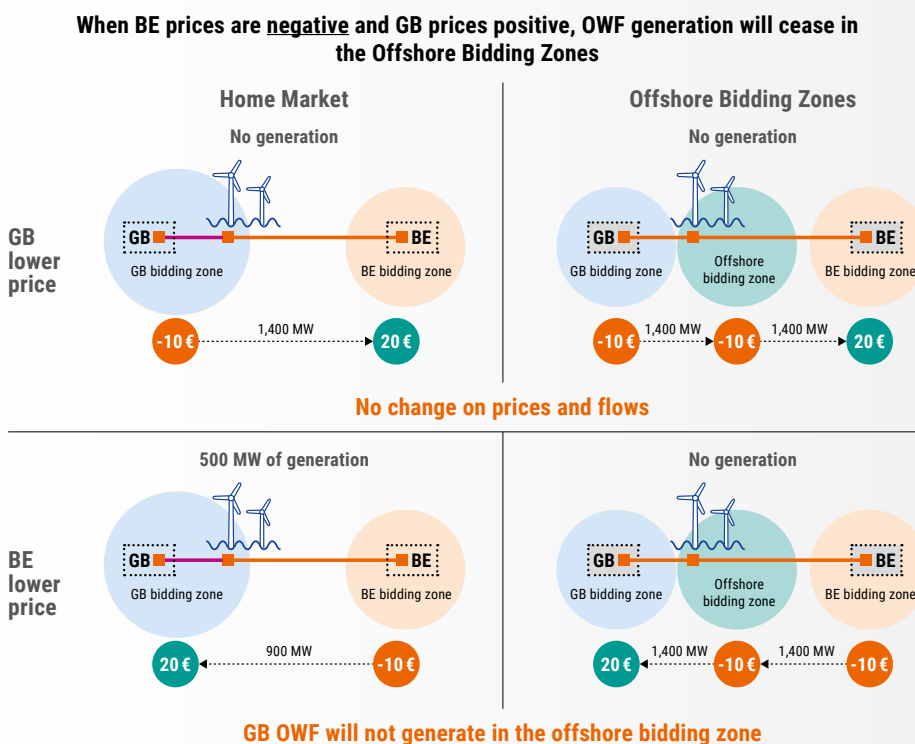 When BE prices are negative and GB prices positive, OWF generation will cease in
the Offshore Bidding Zones
Home Market
Offshore Bidding Zones
No generation
No generation
GB
lower
price
GB
BE
GB bidding zone
BE bidding zone
GB
BE
GB bidding zone
Offshore
bidding zone
BE bidding zone
-10 €
1,400 MW
20 €
-10 €
1,400 MW
-10 €
1,400 MW
20 €
No change on prices and flows
500 MW of generation
No generation
BE
lower
price
GB
BE
GB bidding zone
BE bidding zone
GB
BE
GB bidding zone
Offshore
bidding zone
BE bidding zone
20 €
900 MW
-10 €
20 €
1,400 MW
-10 €
1,400 MW
-10 €
GB OWF will not generate in the offshore bidding zone